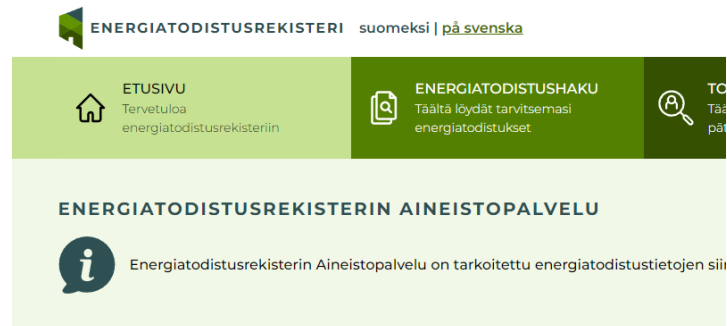 ENERGIATODISTUSREKISTERI suomeksi | på svenska
ETUSIVU
Tervetuloa
energiatodistusrekisteriin
ENERGIATODISTUSHAKU
Täältä löydät tarvitsemasi
energiatodistukset
ENERGIATODISTUSREKISTERIN AINEISTOPALVELU
Energiatodistusrekisterin Aineistopalvelu on tarkoitettu energiatodistustietojen